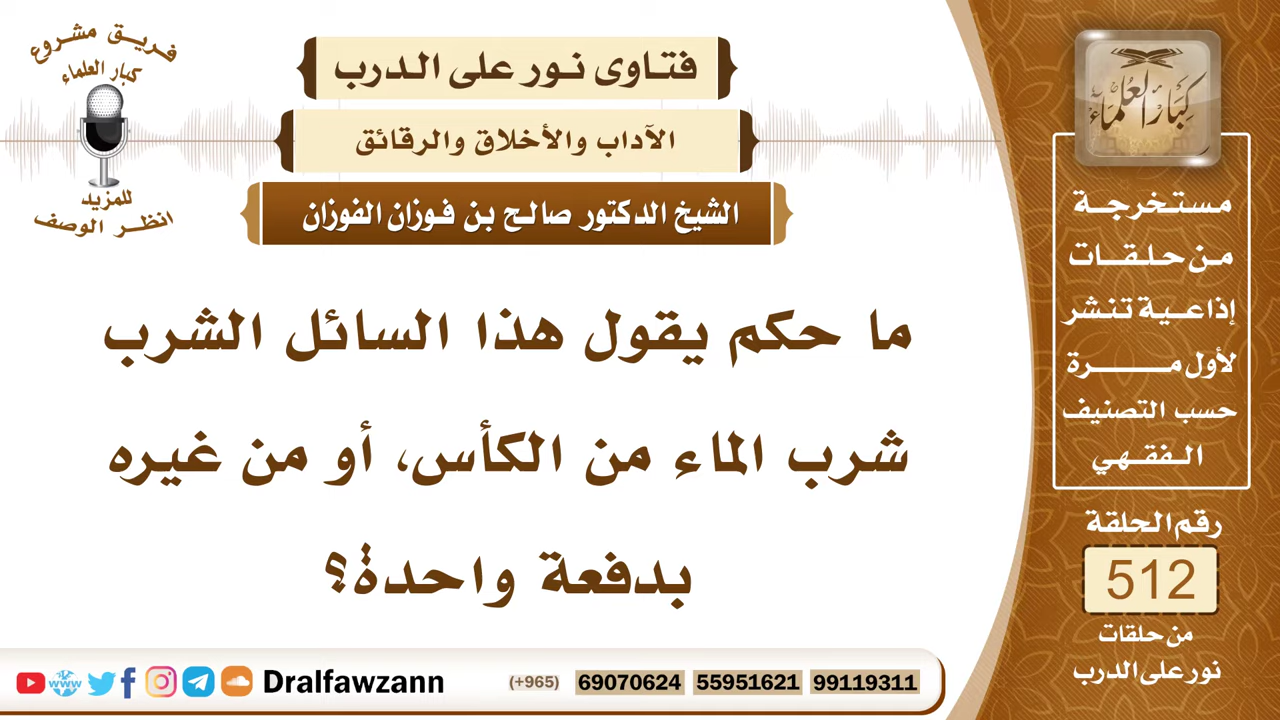 فريق مشروع
كبار العلماء
للمزيد
انظر الوصف
فتاوى نور على الدرب
الآداب والأخلاق والرقائق
الشيخ الدكتور صالح بن فوزان الفوزان
ما حكم يقول هذا السائل الشرب
شرب الماء من الكأس، أو من غيره
بدفعة واحدة؟
كبار العلماء
مستخرجة
من حلقات
إذاعية تنشر
لأول مرة
حسب التصنيف
الفقهي
رقم الحلقة
512
من حلقات
نور على الدرب
www
Dralfawzann (+965) 69070624 55951621 99119311